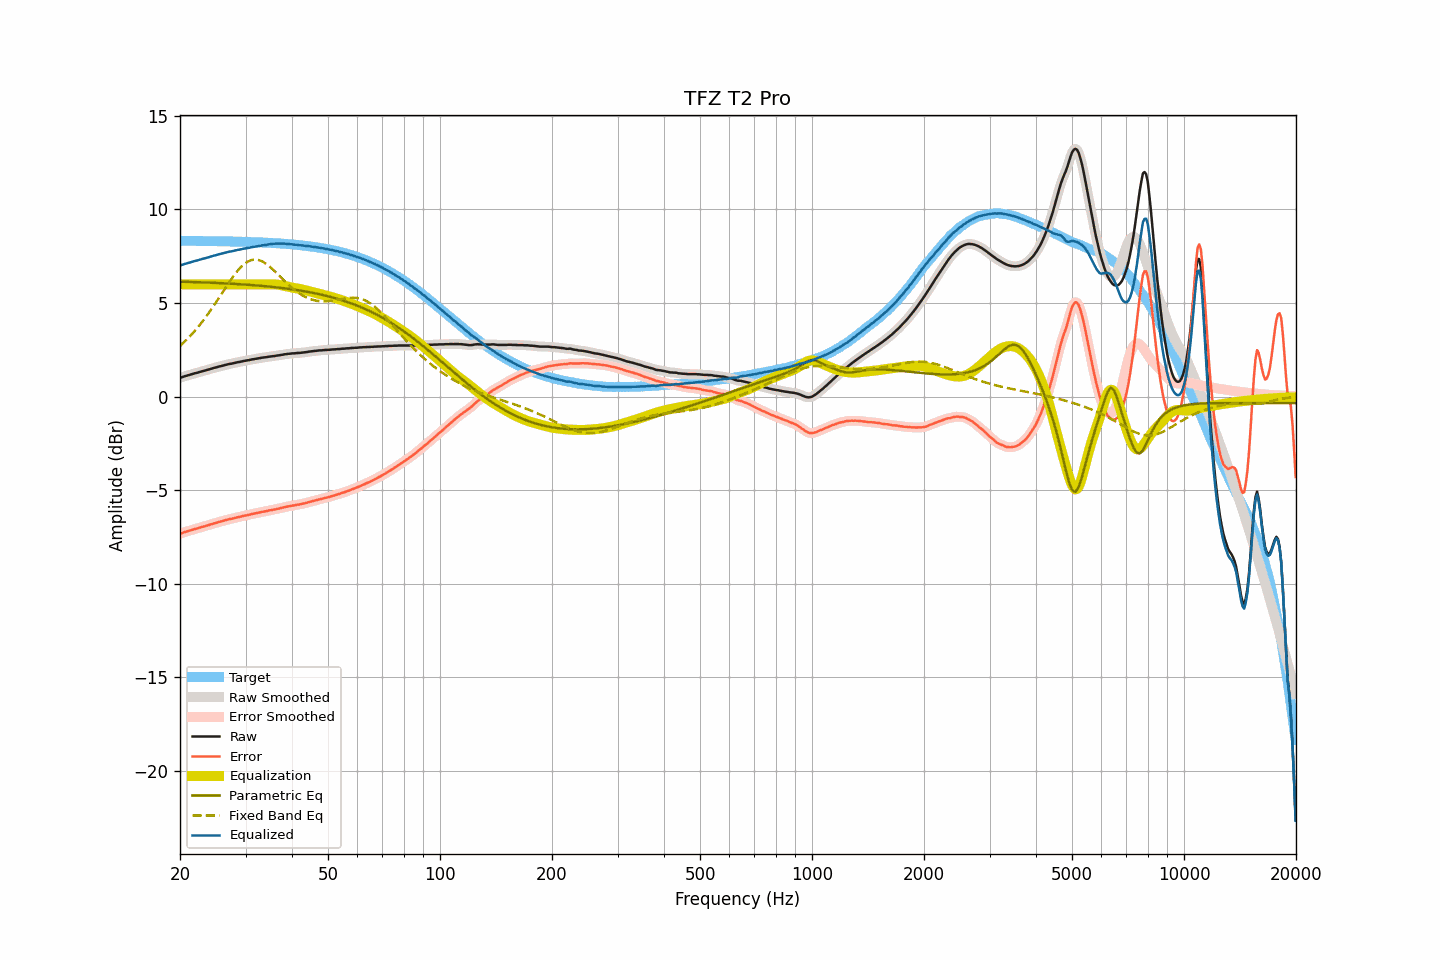 TFZ T2 Pro
15
10
5
0
−5
−10
−15
−20
Amplitude (dBr)
Target
Raw Smoothed
Error Smoothed
Raw
Error
Equalization
Parametric Eq
Fixed Band Eq
Equalized
20 50 100 200 500 1000 2000 5000 10000 20000
Frequency (Hz)